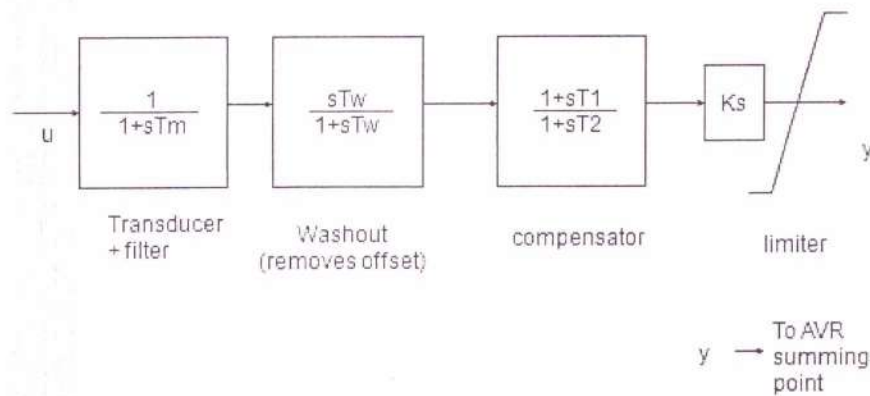 u
1
1+sTm
sTw
1+sTw
1+sT1
1+sT2
Ks
y
Transducer
+ filter
Washout
(removes offset)
compensator
limiter
y
To AVR
summing
point